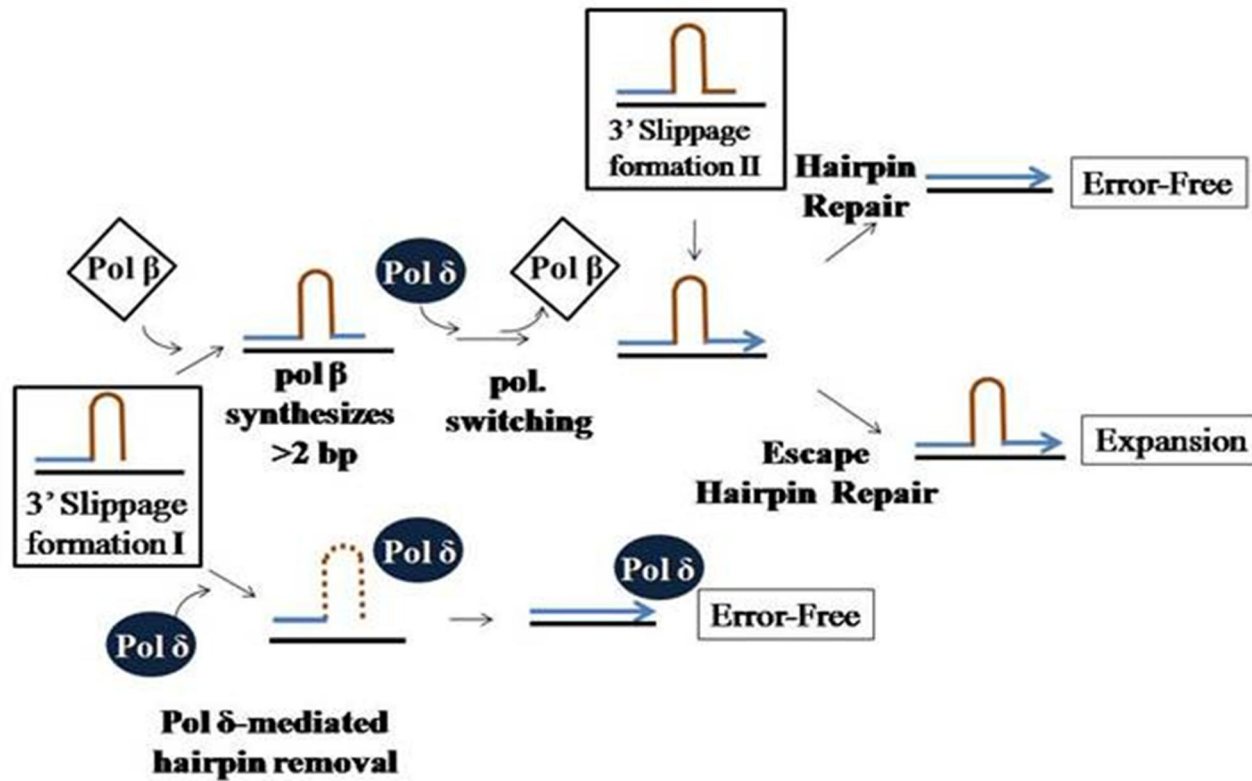 3’ Slippage
formation II
Hairpin
Repair
Error-Free
Pol β
Pol δ
Pol β
pol β
synthesizes
>2 bp
pol.
switching
3’ Slippage
formation I
Escape
Hairpin Repair
Expansion
Pol δ
Pol δ
Pol δ
Error-Free
Pol δ-mediated
hairpin removal